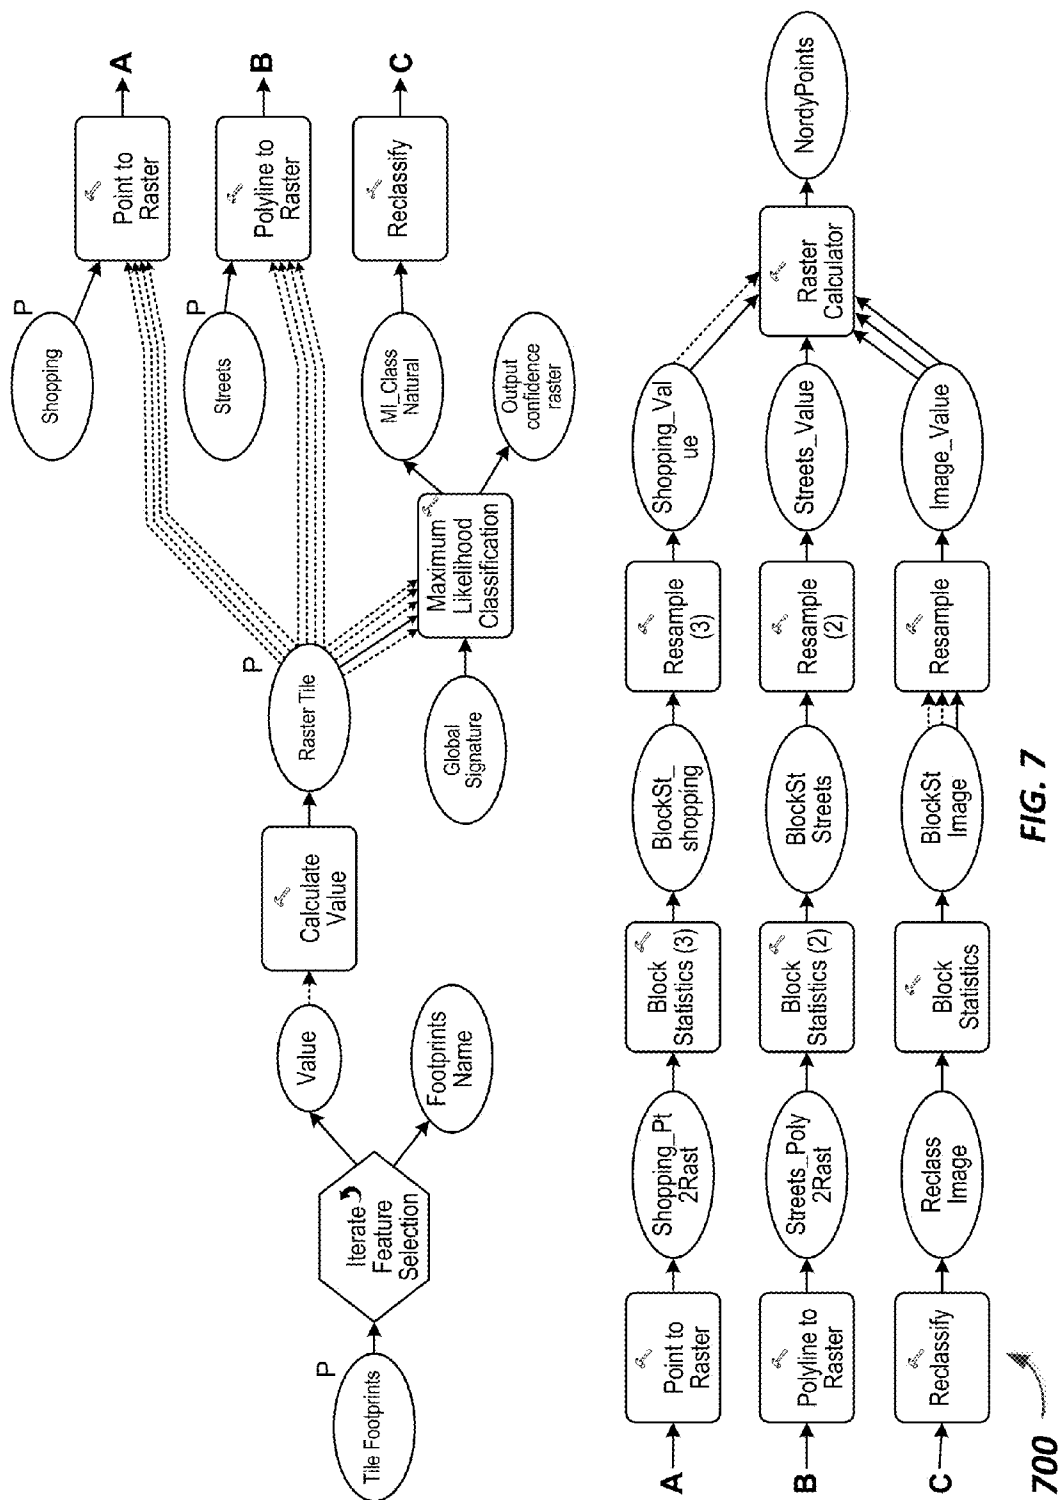 Tile Footprints
P
Iterate
Feature
Selection
Value
Footprints
Name
Calculate
Value
Raster Tile
P
Global
Signature
Maximum
Likelihood
Classification
Shopping
P
Streets
P
Ml_Class
Natural
Output
confidence
raster
Point to
Raster
A
Polyline to
Raster
B
Reclassify
C
A
Point to
Raster
Shopping_Pt
2Rast
Block
Statistics (3)
BlockSt_
shopping
Resample
(3)
Shopping_Val
ue
B
Polyline to
Raster
Streets_Poly
2Rast
Block
Statistics (2)
BlockSt
Streets
Resample
(2)
Streets_Value
C
Reclassify
Reclass
Image
Block
Statistics
BlockSt
Image
Resample
Image_Value
Raster
Calculator
NordyPoints
700
FIG. 7